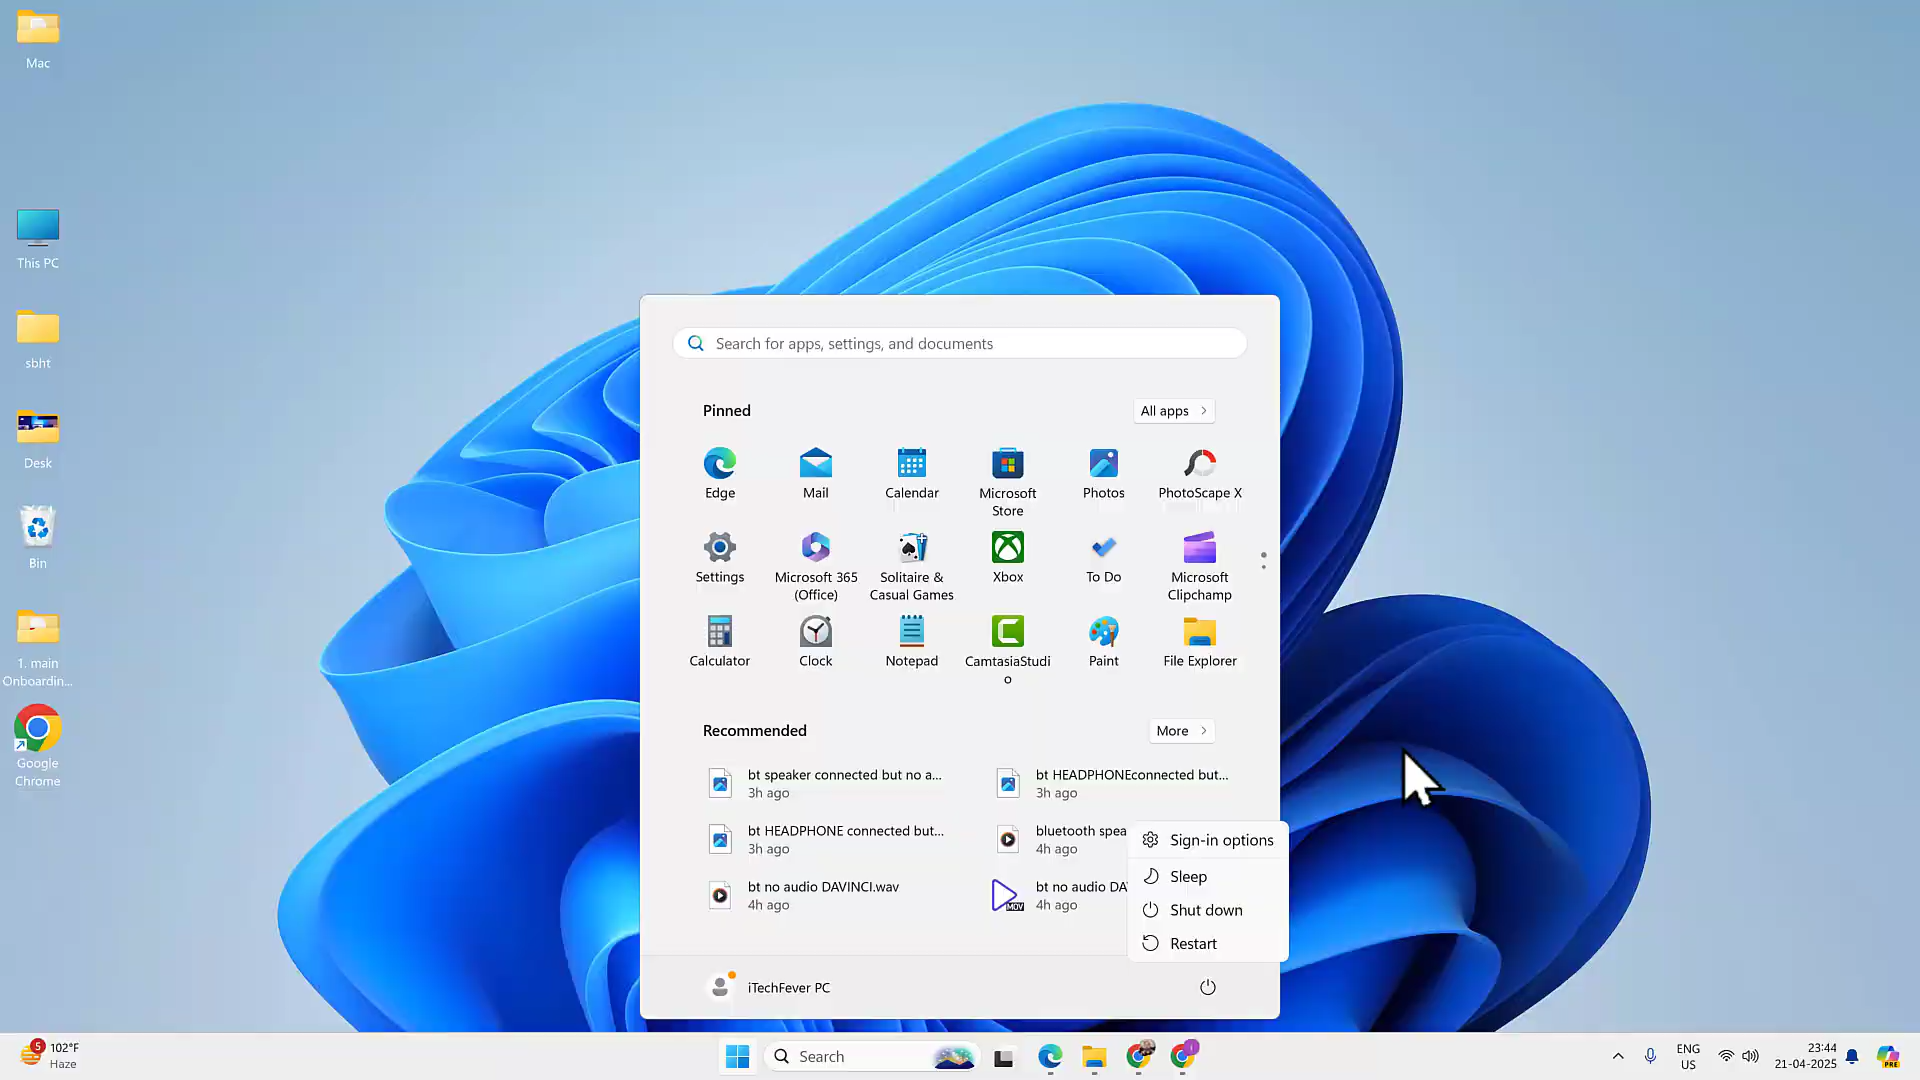 Mac
This PC
sbht
Desk
Bin
1. main
Onboardin...
Google
Chrome
Search for apps, settings, and documents
Pinned
All apps
Edge
Mail
Calendar
Microsoft
Store
Photos
PhotoScape X
Settings
Microsoft 365
(Office)
Solitaire &
Casual Games
Xbox
To Do
Microsoft
Clipchamp
Calculator
Clock
Notepad
CamtasiaStudi
o
Paint
File Explorer
Recommended
More
bt speaker connected but no a...
3h ago
bt HEADPHONEconnected but...
3h ago
bt HEADPHONE connected but...
3h ago
bluetooth spea
4h ago
bt no audio DAVINCI.wav
4h ago
MOV
bt no audio DA
4h ago
Sign-in options
Sleep
Shut down
Restart
iTechFever PC
5
102°F
Haze
Search
ENG
US
23:44
21-04-2025
PRE